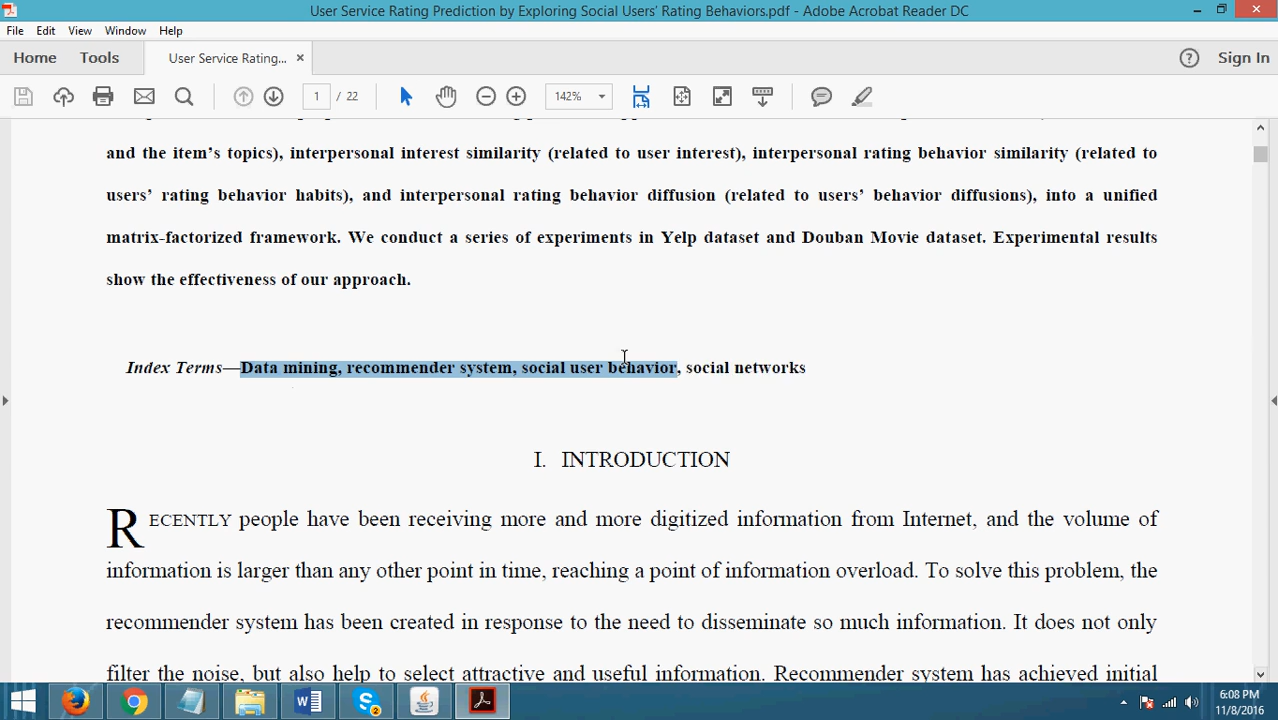 User Service Rating Prediction by Exploring Social Users' Rating Behaviors.pdf - Adobe Acrobat Reader DC
File Edit View Window Help
Home Tools User Service Rating... × ? Sign In
1 / 22 142%
and the item's topics), interpersonal interest similarity (related to user interest), interpersonal rating behavior similarity (related to
users' rating behavior habits), and interpersonal rating behavior diffusion (related to users' behavior diffusions), into a unified
matrix-factorized framework. We conduct a series of experiments in Yelp dataset and Douban Movie dataset. Experimental results
show the effectiveness of our approach.
Index Terms—Data mining, recommender system, social user behavior, social networks
I. INTRODUCTION
RECENTLY people have been receiving more and more digitized information from Internet, and the volume of
information is larger than any other point in time, reaching a point of information overload. To solve this problem, the
recommender system has been created in response to the need to disseminate so much information. It does not only
filter the noise, but also help to select attractive and useful information. Recommender system has achieved initial
2
6:08 PM
11/8/2016